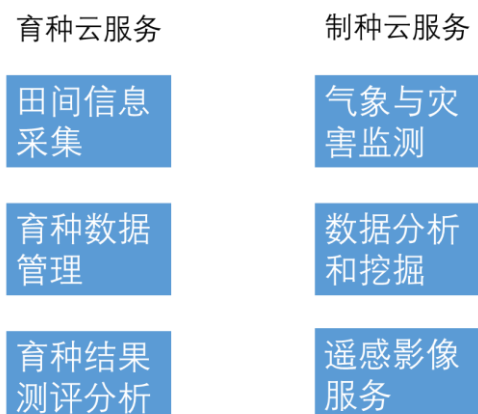 育种云服务
田间信息
采集
育种数据
管理
育种结果
测评分析
制种云服务
气象与灾
害监测
数据分析
和挖掘
遥感影像
服务